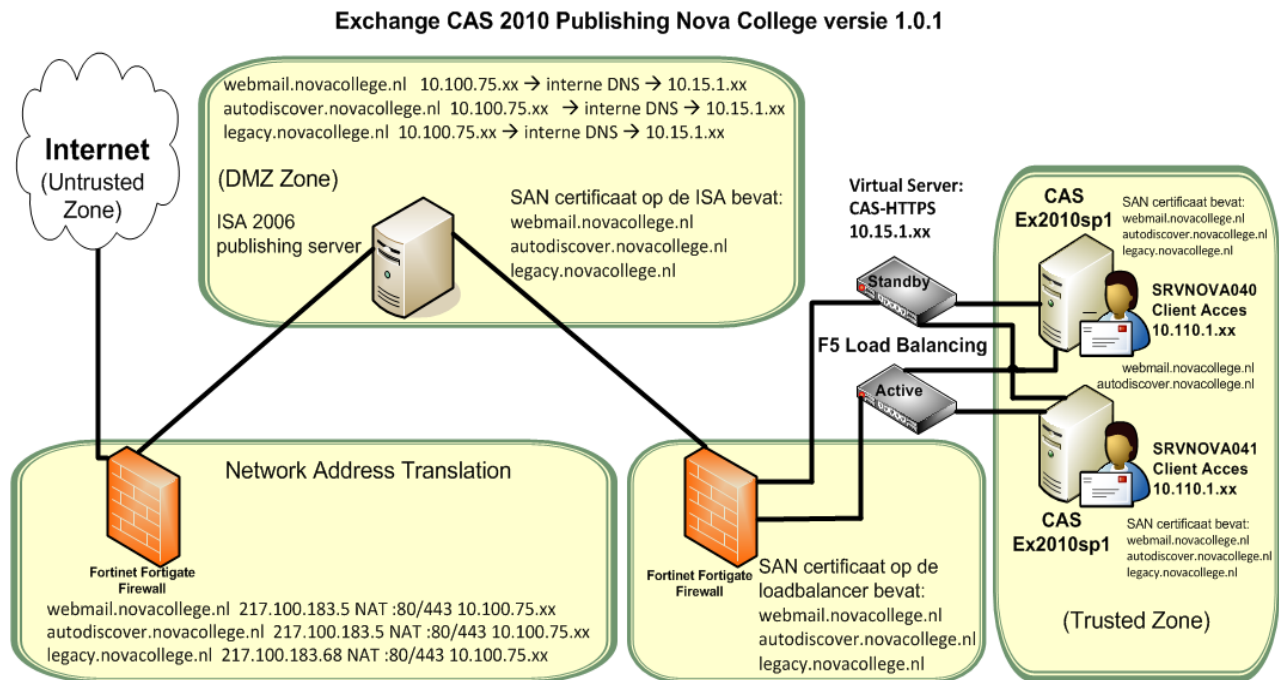 Exchange CAS 2010 Publishing Nova College versie 1.0.1
Internet
(Untrusted
Zone)
webmail.novacollege.nl 10.100.75.xx → interne DNS → 10.15.1.xx
autodiscover.novacollege.nl 10.100.75.xx → interne DNS → 10.15.1.xx
legacy.novacollege.nl 10.100.75.xx → interne DNS → 10.15.1.xx
(DMZ Zone)
ISA 2006
publishing server
SAN certificaat op de ISA bevat:
webmail.novacollege.nl
autodiscover.novacollege.nl
legacy.novacollege.nl
Virtual Server:
CAS-HTTPS
10.15.1.xx
Standby
F5 Load Balancing
Active
CAS
Ex2010sp1
SAN certificaat bevat:
webmail.novacollege.nl
autodiscover.novacollege.nl
legacy.novacollege.nl
SRVNOVA040
Client Acces
10.110.1.xx
webmail.novacollege.nl
autodiscover.novacollege.nl
SRVNOVA041
Client Acces
10.110.1.xx
CAS
Ex2010sp1
SAN certificaat bevat:
webmail.novacollege.nl
autodiscover.novacollege.nl
legacy.novacollege.nl
(Trusted Zone)
Network Address Translation
Fortinet Fortigate
Firewall
webmail.novacollege.nl 217.100.183.5 NAT :80/443 10.100.75.xx
autodiscover.novacollege.nl 217.100.183.5 NAT :80/443 10.100.75.xx
legacy.novacollege.nl 217.100.183.68 NAT :80/443 10.100.75.xx
Fortinet Fortigate
Firewall
SAN certificaat op de
loadbalancer bevat:
webmail.novacollege.nl
autodiscover.novacollege.nl
legacy.novacollege.nl